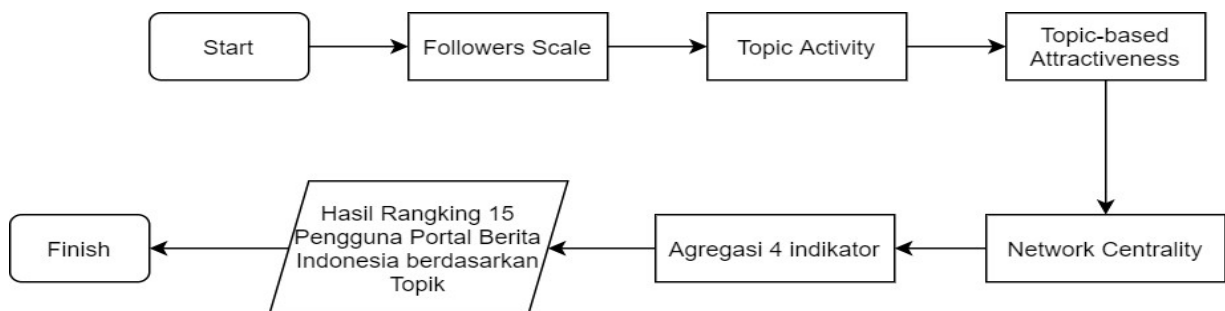 Start
Followers Scale
Topic Activity
Topic-based
Attractiveness
Network Centrality
Agregasi 4 indikator
Hasil Rangking 15
Pengguna Portal Berita
Indonesia berdasarkan
Topik
Finish